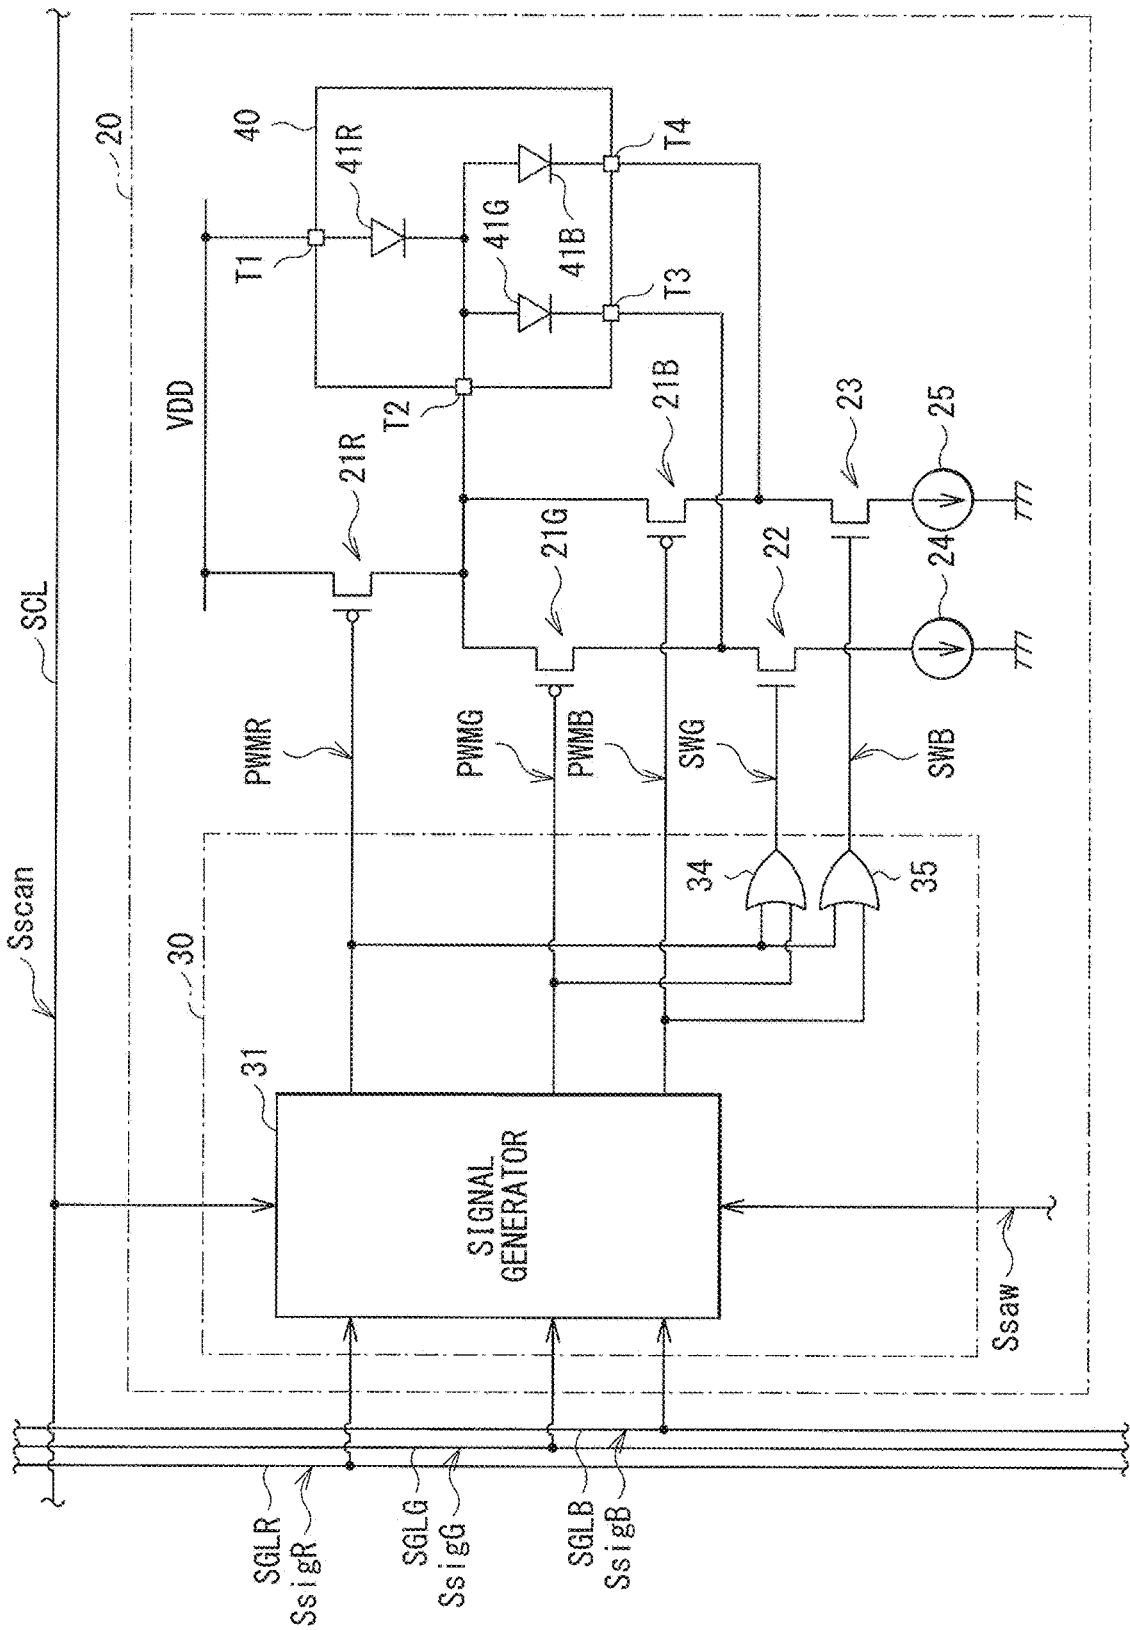 Sscan
SCL
20
30
31
SIGNAL
GENERATOR
SGLR
SsigR
SGLG
SsigG
SGLB
SsigB
Ssaw
PWMR
PWMG
PWMB
SWG
SWB
34
35
VDD
21R
21G
21B
22
23
24
25
40
41R
41G
41B
T1
T2
T3
T4